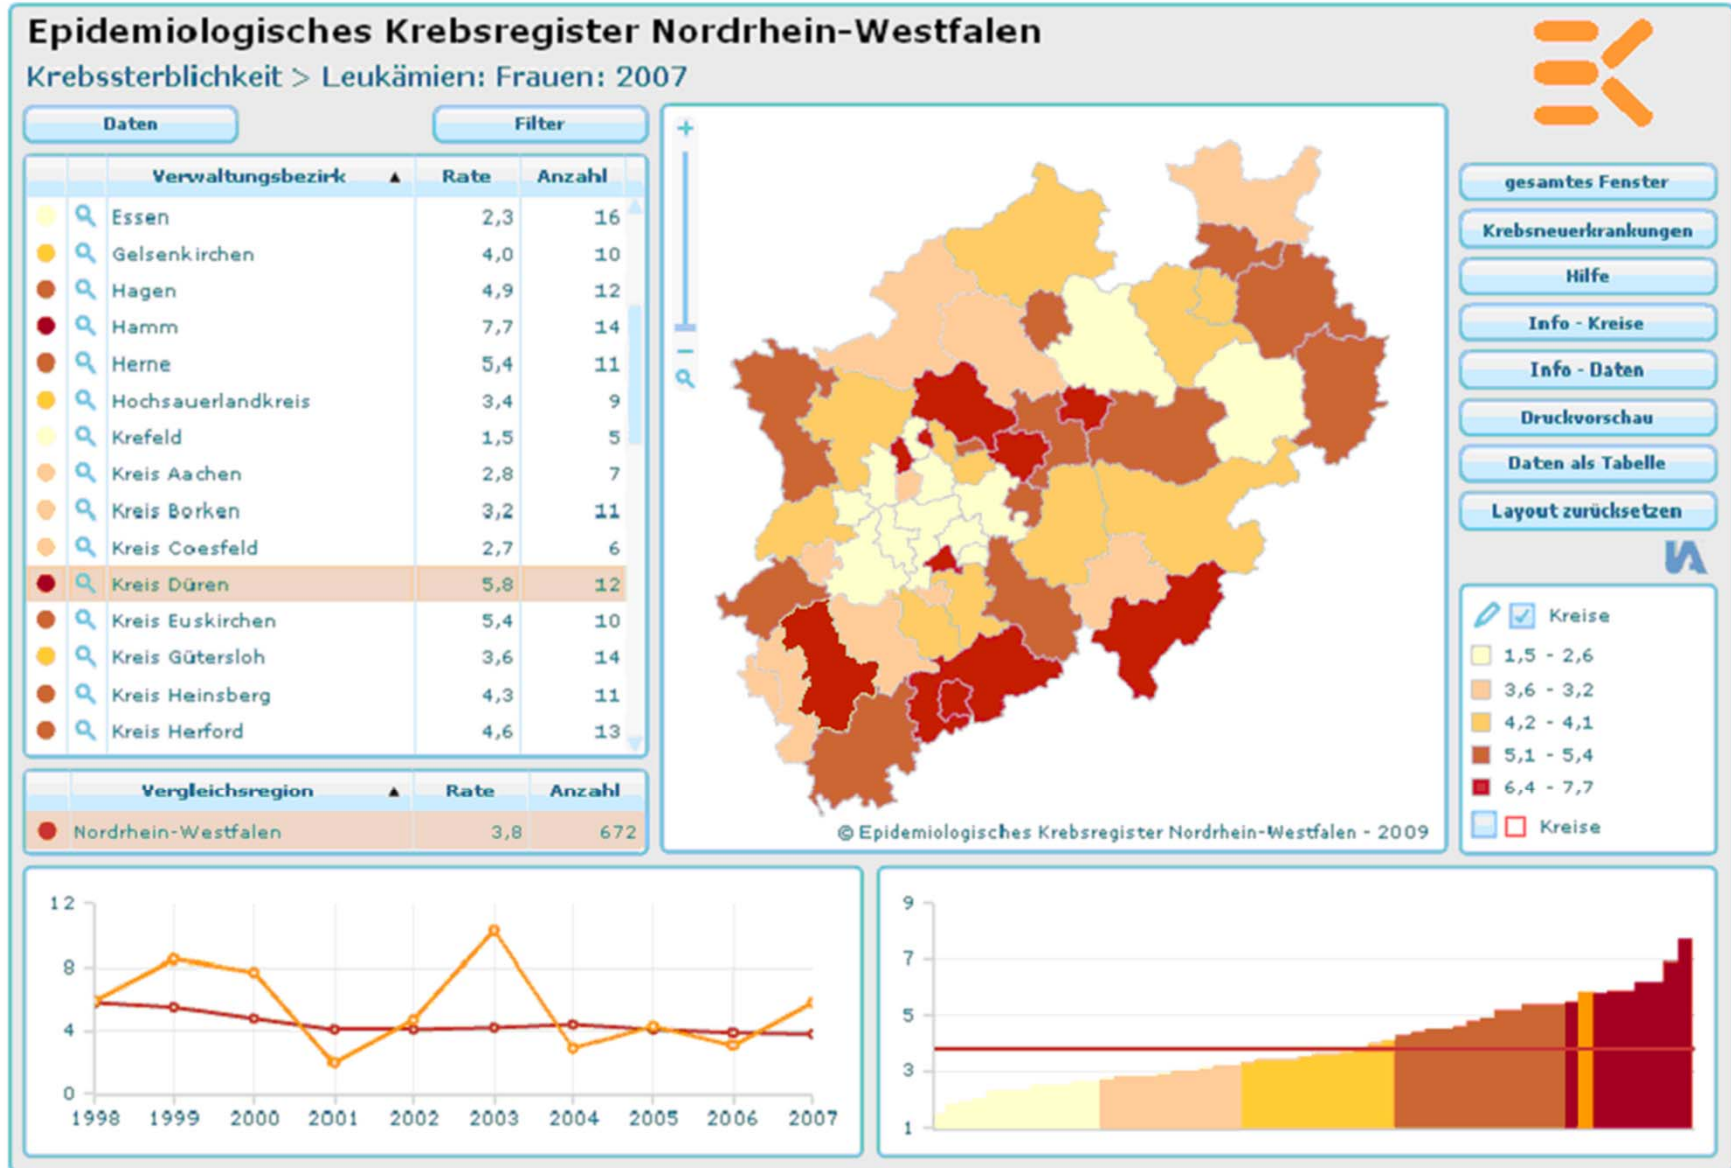 Epidemiologisches Krebsregister Nordrhein-Westfalen
Krebssterblichkeit > Leukämien: Frauen: 2007
Daten
Filter
Verwaltungsbezirk ▲ Rate Anzahl
Essen 2,3 16
Gelsenkirchen 4,0 10
Hagen 4,9 12
Hamm 7,7 14
Herne 5,4 11
Hochsauerlandkreis 3,4 9
Krefeld 1,5 5
Kreis Aachen 2,8 7
Kreis Borken 3,2 11
Kreis Coesfeld 2,7 6
Kreis Düren 5,8 12
Kreis Euskirchen 5,4 10
Kreis Gütersloh 3,6 14
Kreis Heinsberg 4,3 11
Kreis Herford 4,6 13
Vergleichsregion ▲ Rate Anzahl
Nordrhein-Westfalen 3,8 672
+
−
© Epidemiologisches Krebsregister Nordrhein-Westfalen - 2009
gesamtes Fenster
Krebsneuerkrankungen
Hilfe
Info - Kreise
Info - Daten
Druckvorschau
Daten als Tabelle
Layout zurücksetzen
Kreise
1,5 - 2,6
3,6 - 3,2
4,2 - 4,1
5,1 - 5,4
6,4 - 7,7
Kreise
12
8
4
0
1998 1999 2000 2001 2002 2003 2004 2005 2006 2007
9
7
5
3
1